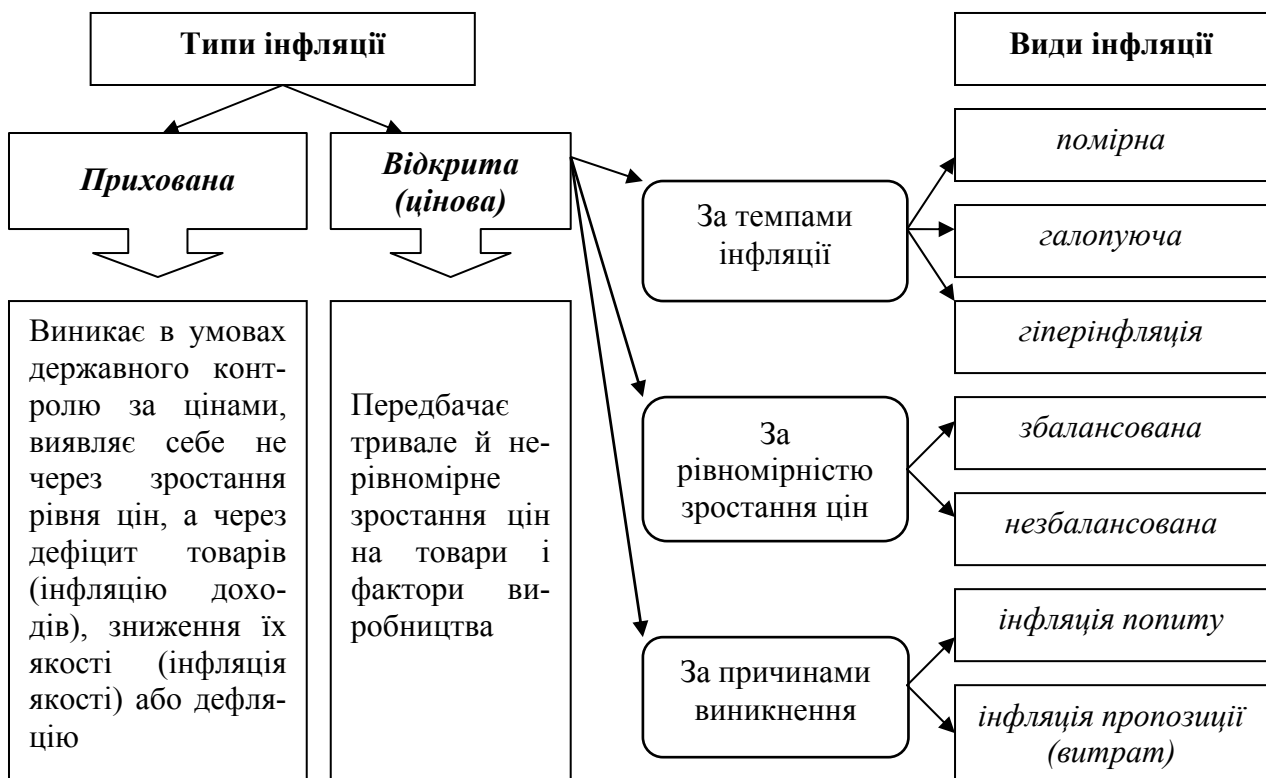 Типи інфляції
Види інфляції
Прихована
Відкрита
(цінова)
Виникає в умовах
державного конт-
ролю за цінами,
виявляє себе не
через зростання
рівня цін, а через
дефіцит товарів
(інфляцію дохо-
дів), зниження їх
якості (інфляція
якості) або дефля-
цію
Передбачає
тривале й не-
рівномірне
зростання цін
на товари і
фактори ви-
робництва
За темпами
інфляції
помірна
галопуюча
гіперінфляція
За
рівномірністю
зростання цін
збалансована
незбалансована
За причинами
виникнення
інфляція попиту
інфляція пропозиції
(витрат)